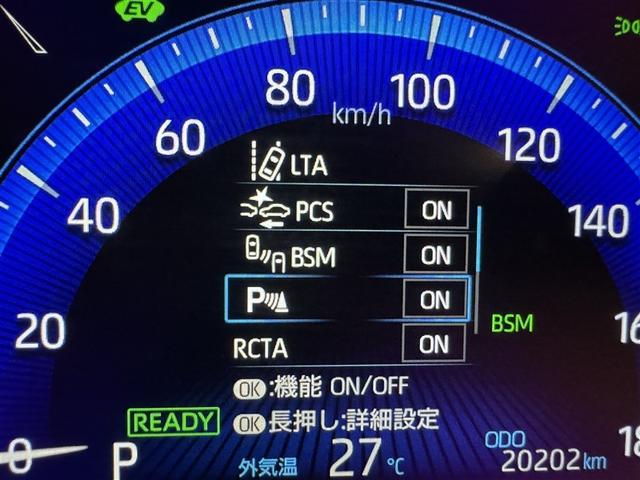 EV
80
100
km/h
60
120
LTA
40
PCS ON
140
BSM ON
P ON
20
BSM
RCTA ON
OK:機能 ON/OFF
READY
OK長押し:詳細設定
0
P
外気温 27℃
ODO
20202km